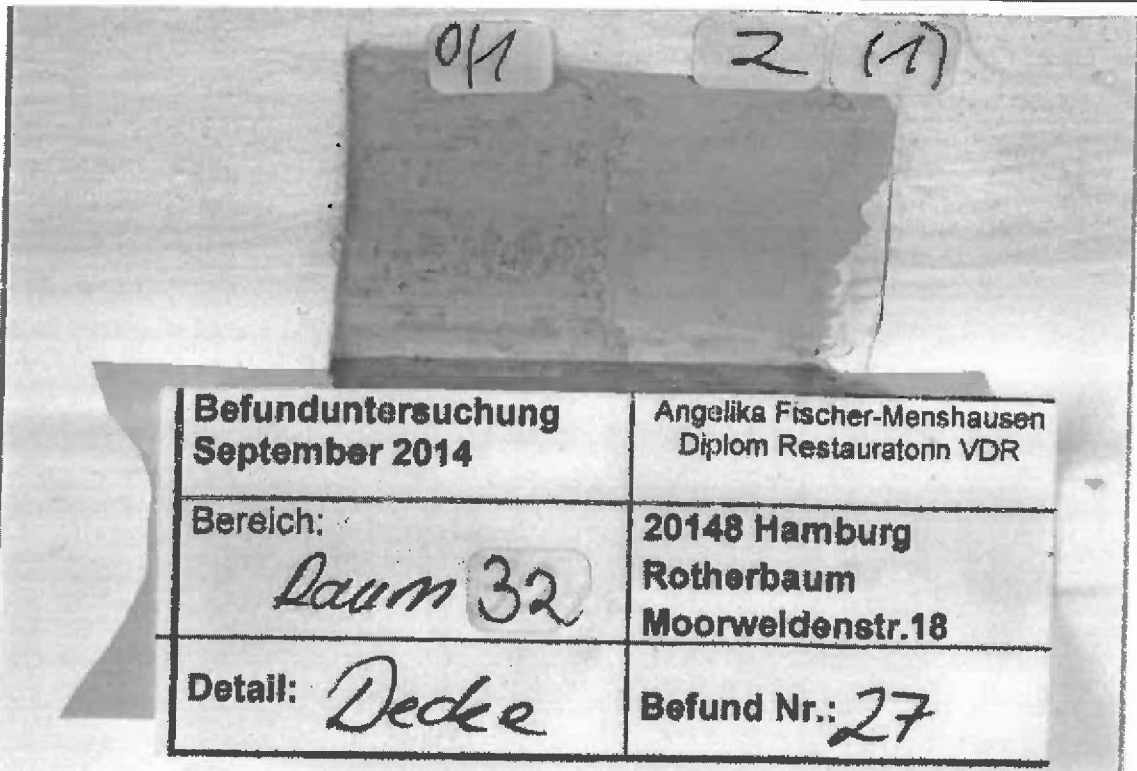 0/1 2 (1)
Befunduntersuchung
September 2014
Angelika Fischer-Menshausen
Diplom Restauratorin VDR
Bereich:
Raum 32
20148 Hamburg
Rotherbaum
Moorweidenstr.18
Detail: Decke
Befund Nr.: 27